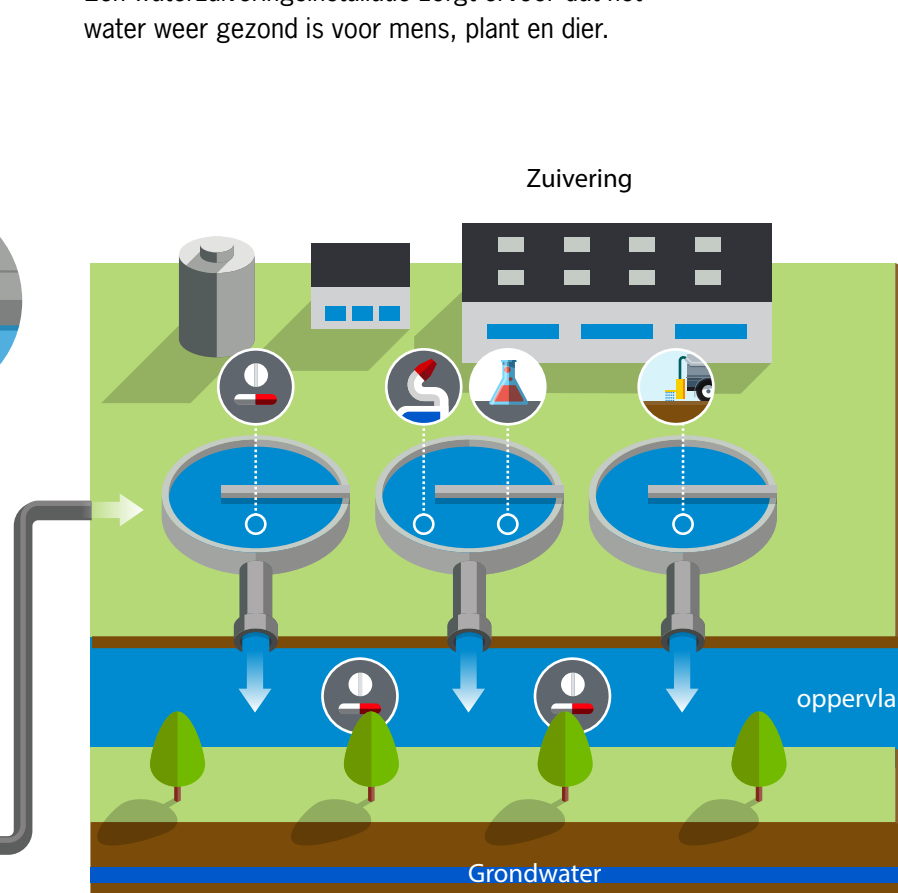 water weer gezond is voor mens, plant en dier.
Zuivering
oppervla
Grondwater